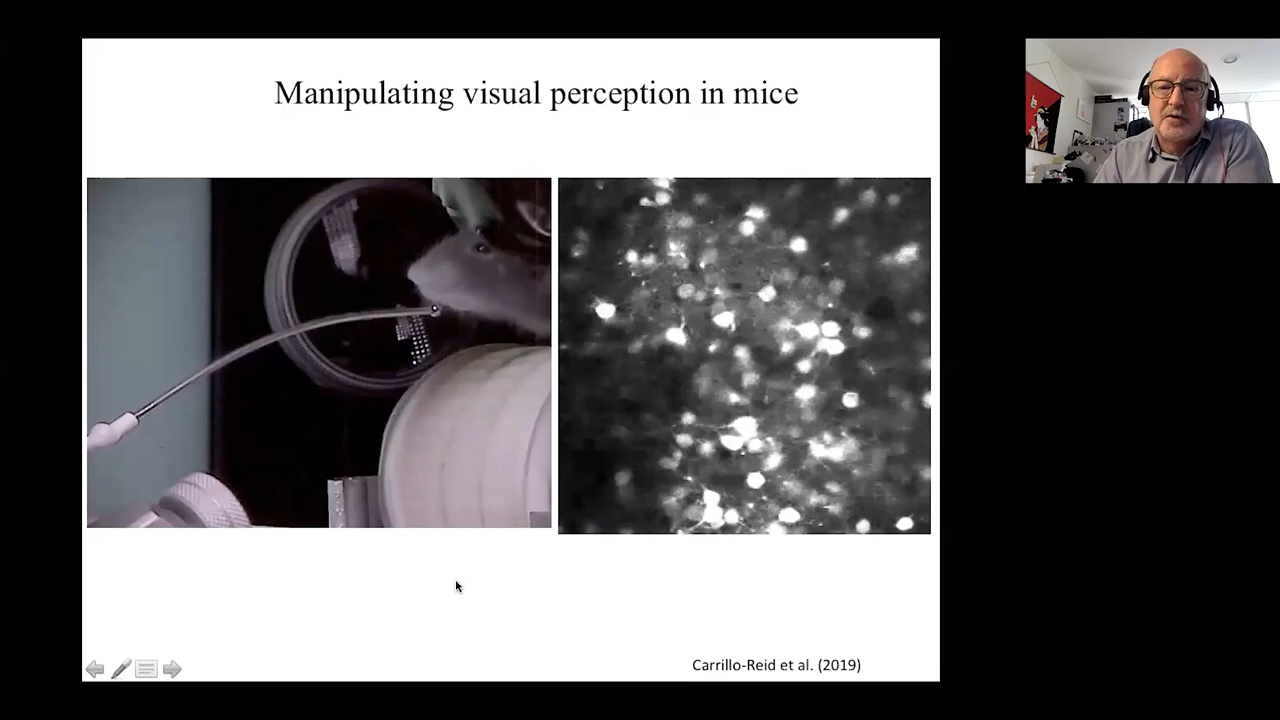 Manipulating visual perception in mice
Carrillo-Reid et al. (2019)